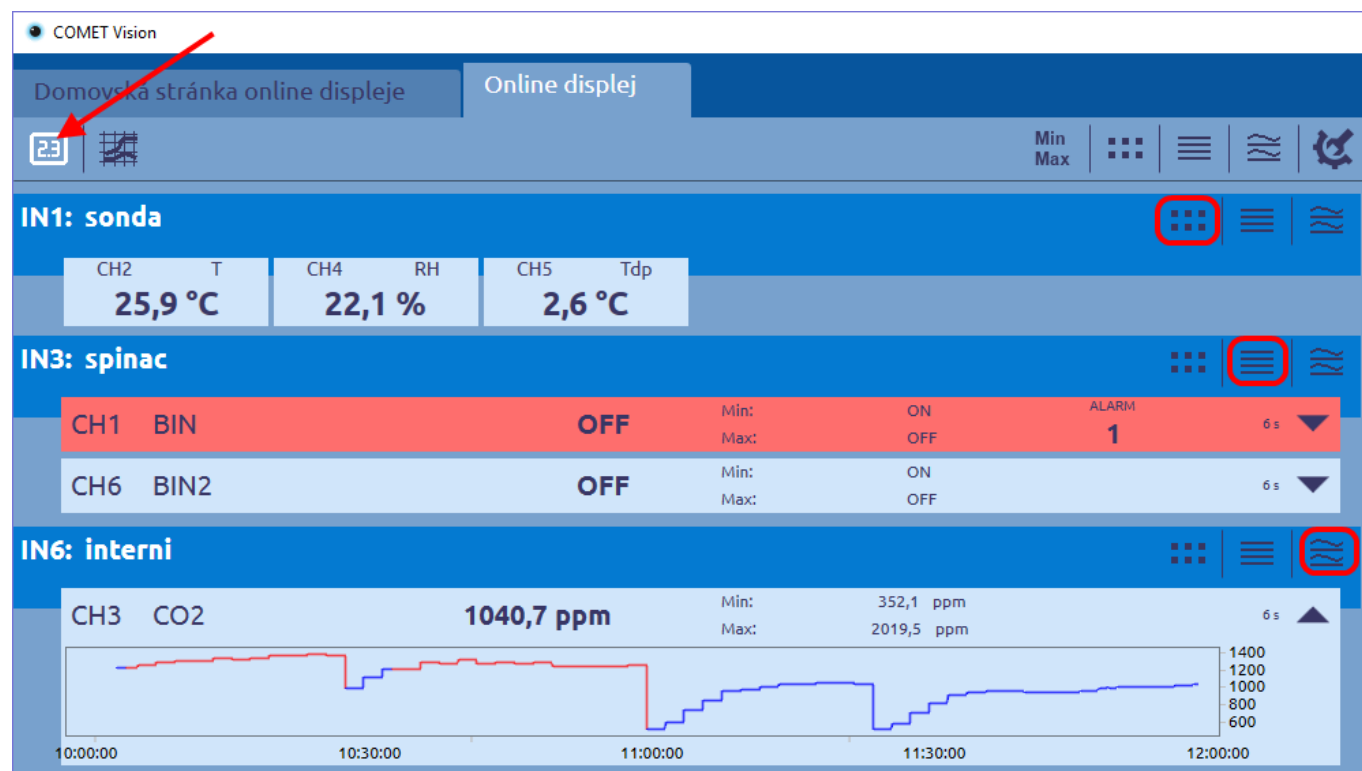 COMET Vision
Domovská stránka online displeje Online displej
2.3 Min
Max
IN1: sonda
CH2 T CH4 RH CH5 Tdp
25,9 °C 22,1 % 2,6 °C
IN3: spinac
CH1 BIN OFF Min: ON ALARM
Max: OFF 1 6 s
CH6 BIN2 OFF Min: ON
Max: OFF 6 s
IN6: interni
CH3 CO2 1040,7 ppm Min: 352,1 ppm
Max: 2019,5 ppm 6 s
1400
1200
1000
800
600
10:00:00 10:30:00 11:00:00 11:30:00 12:00:00